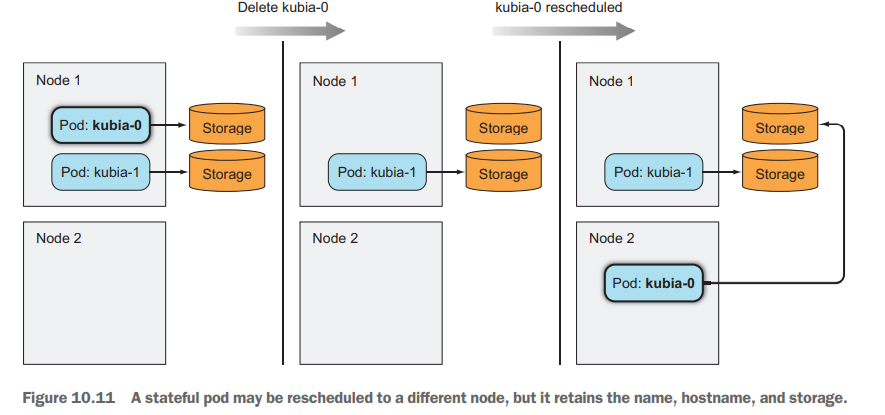 Delete kubia-0
kubia-0 rescheduled
Node 1
Pod: kubia-0
Storage
Pod: kubia-1
Storage
Node 2
Node 1
Storage
Pod: kubia-1
Storage
Node 2
Node 1
Storage
Pod: kubia-1
Storage
Node 2
Pod: kubia-0
Figure 10.11 A stateful pod may be rescheduled to a different node, but it retains the name, hostname, and storage.